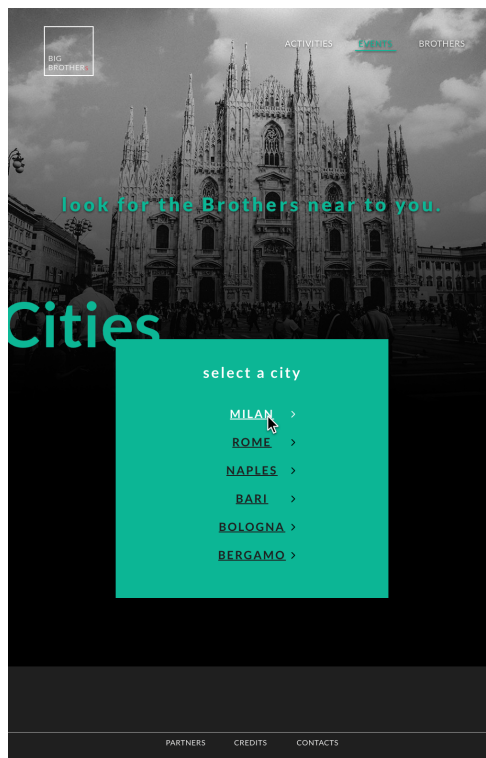 BIG
BROTHERS
ACTIVITIES EVENTS BROTHERS
look for the Brothers near to you.
Cities
select a city
MILAN
ROME
NAPLES
BARI
BOLOGNA
BERGAMO
PARTNERS CREDITS CONTACTS